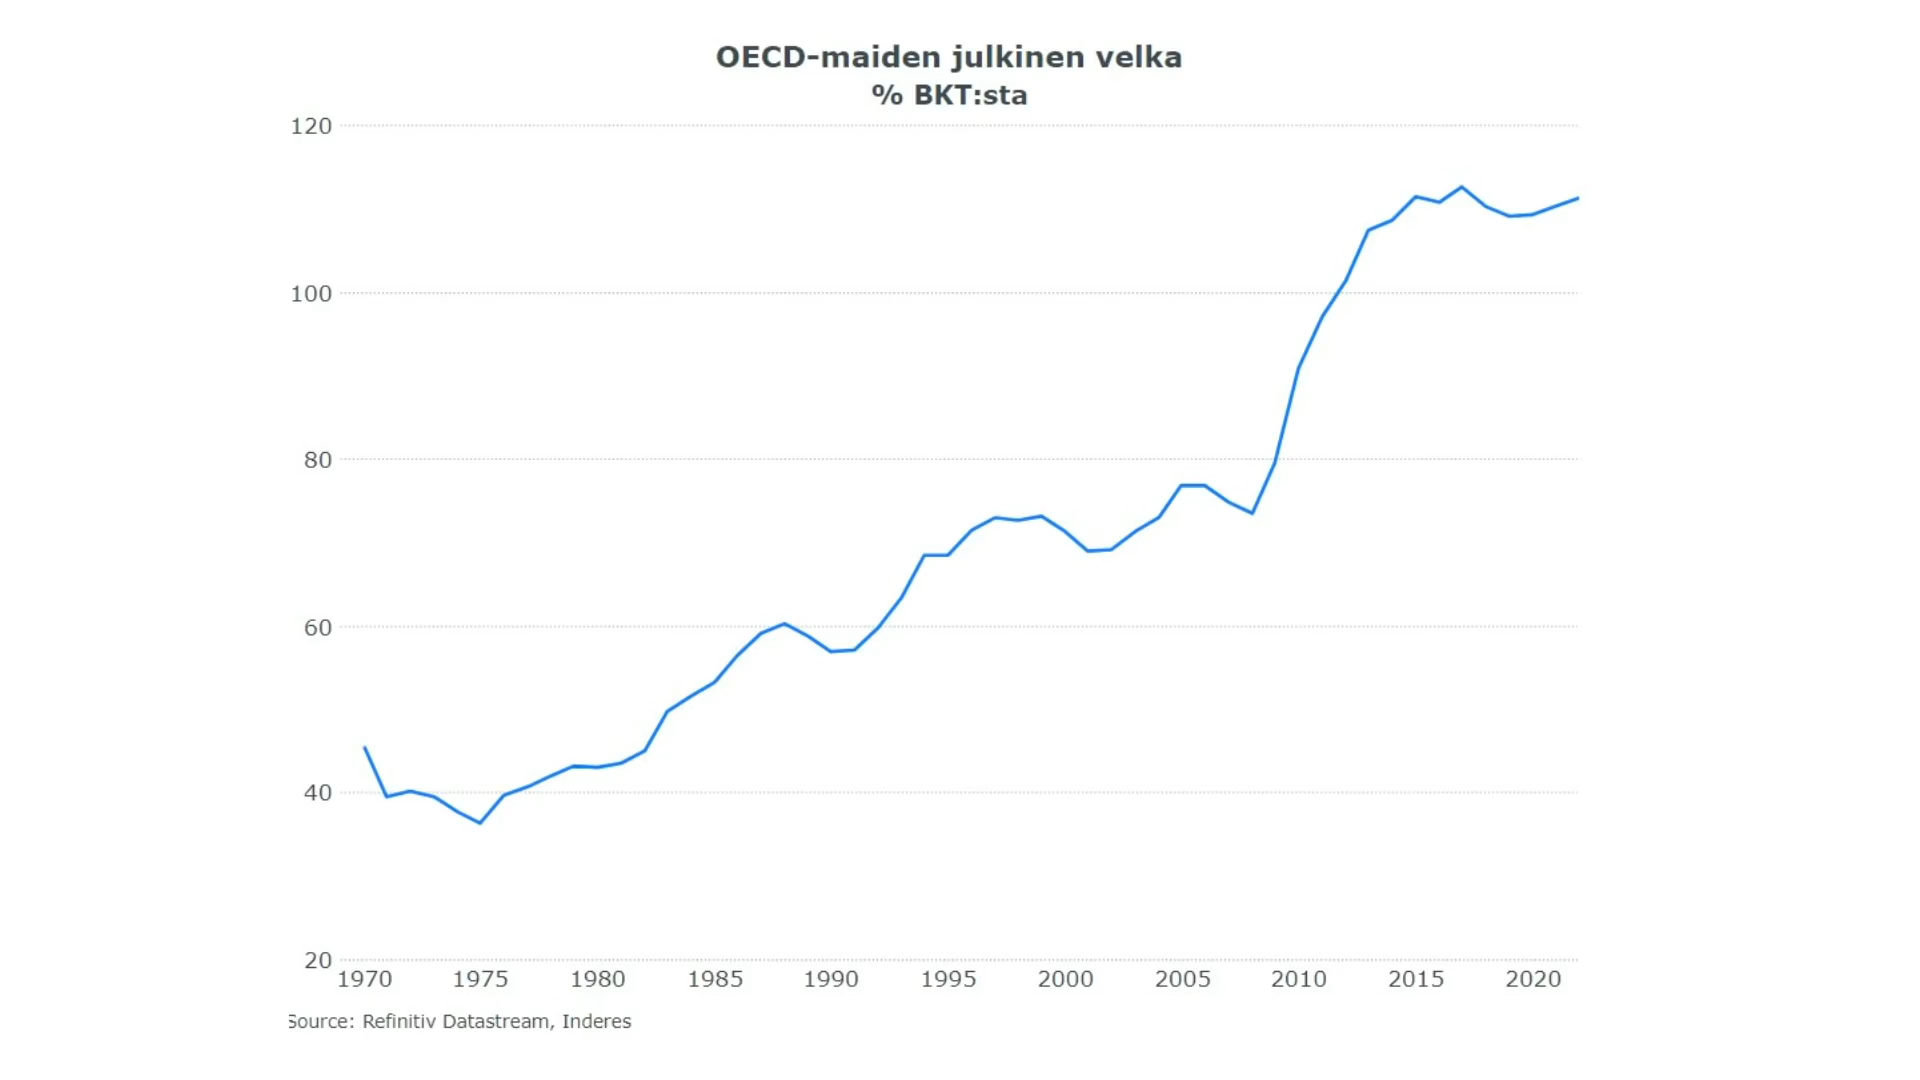 OECD-maiden julkinen velka
% BKT:sta
120
100
80
60
40
20
1970 1975 1980 1985 1990 1995 2000 2005 2010 2015 2020
Source: Refinitiv Datastream, Inderes